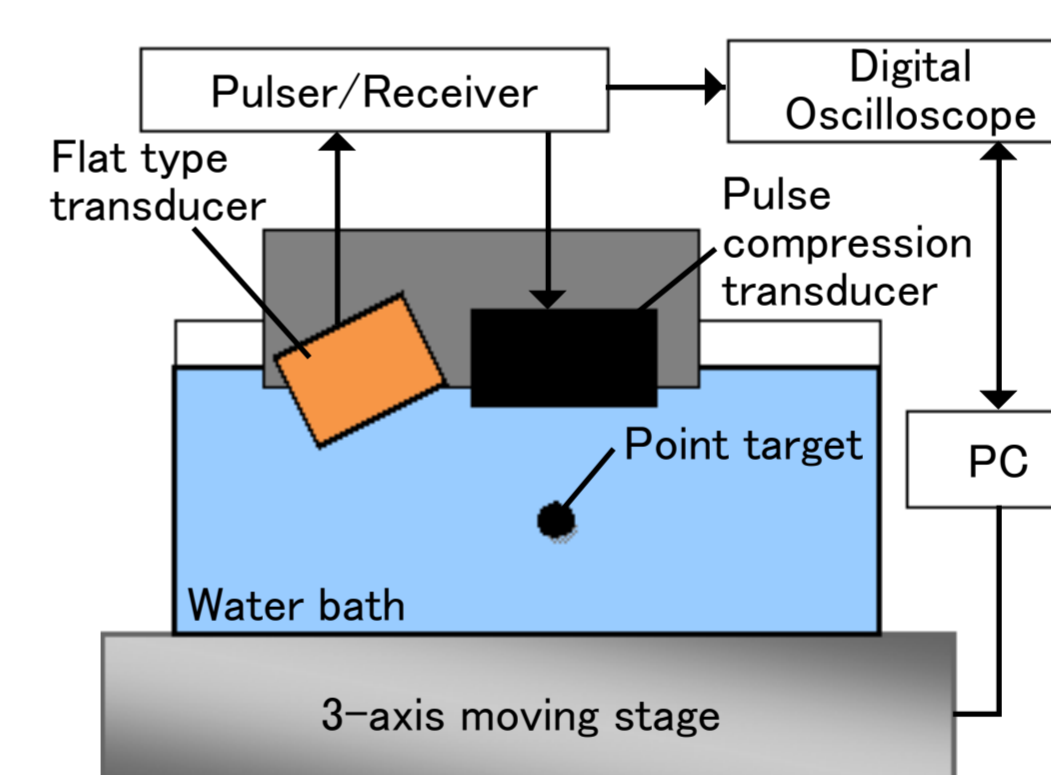 Pulser/Receiver
Digital
Oscilloscope
Flat type
transducer
Pulse
compression
transducer
Point target
PC
Water bath
3-axis moving stage